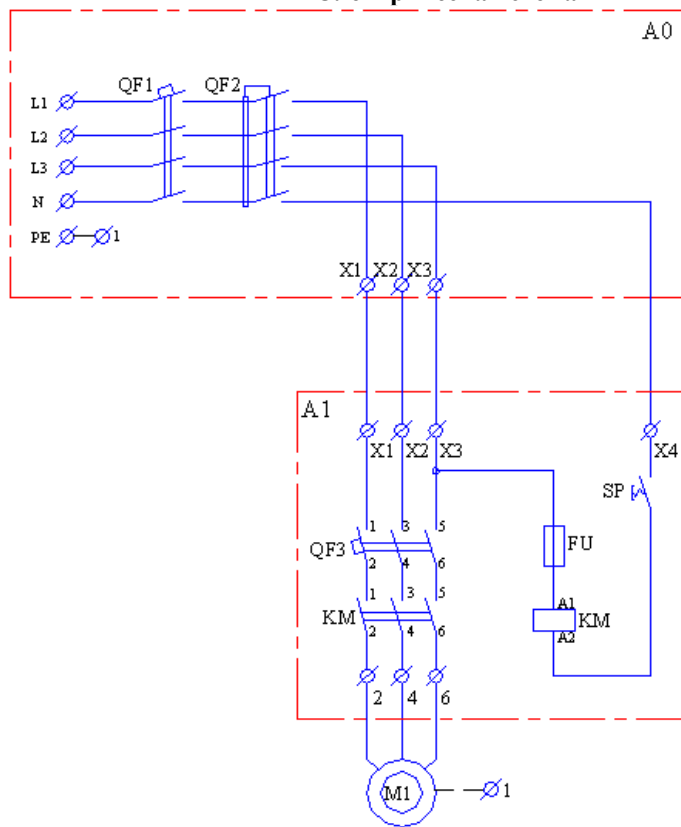 A0
QF1 QF2
L1
L2
L3
N
PE 1
X1 X2 X3
A1
X1 X2 X3 X4
SP
1 3 5
QF3 FU
2 4 6
1 3 5 A1
KM KM
2 4 6 A2
2 4 6
M1 1